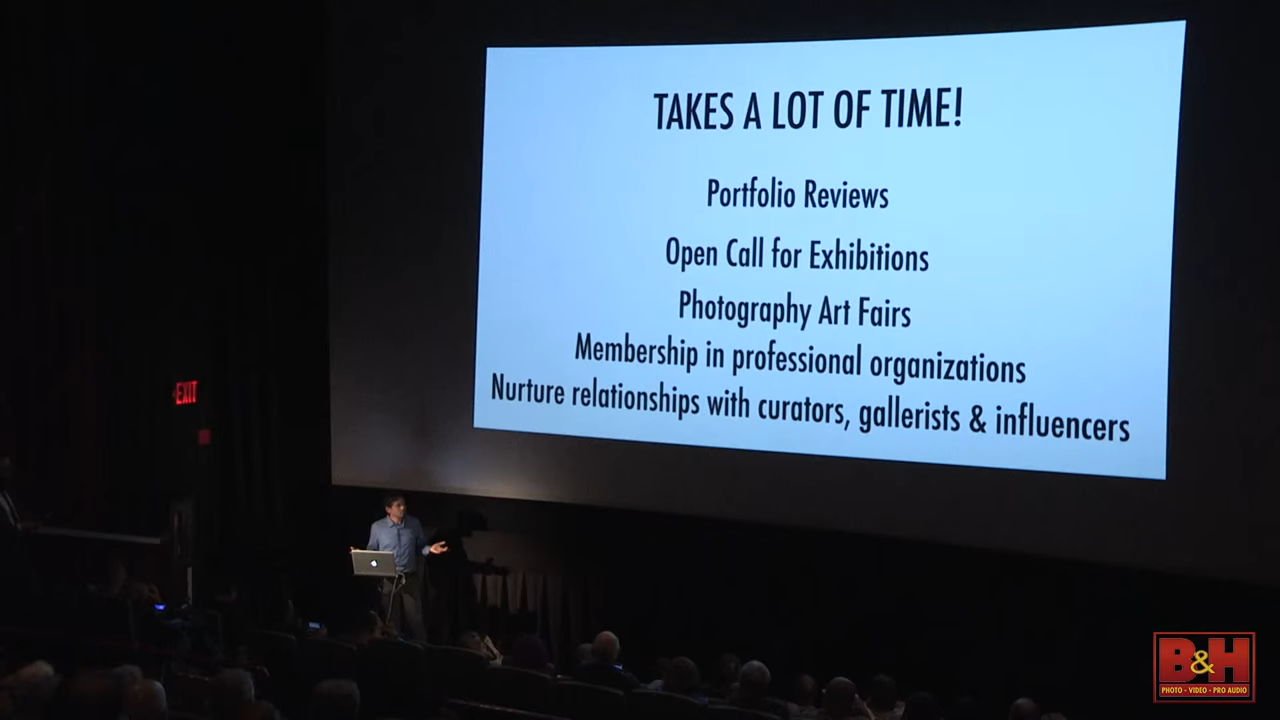 TAKES A LOT OF TIME!
Portfolio Reviews
Open Call for Exhibitions
Photography Art Fairs
Membership in professional organizations
Nurture relationships with curators, gallerists & influencers
EXIT
B&H
PHOTO - VIDEO - PRO AUDIO